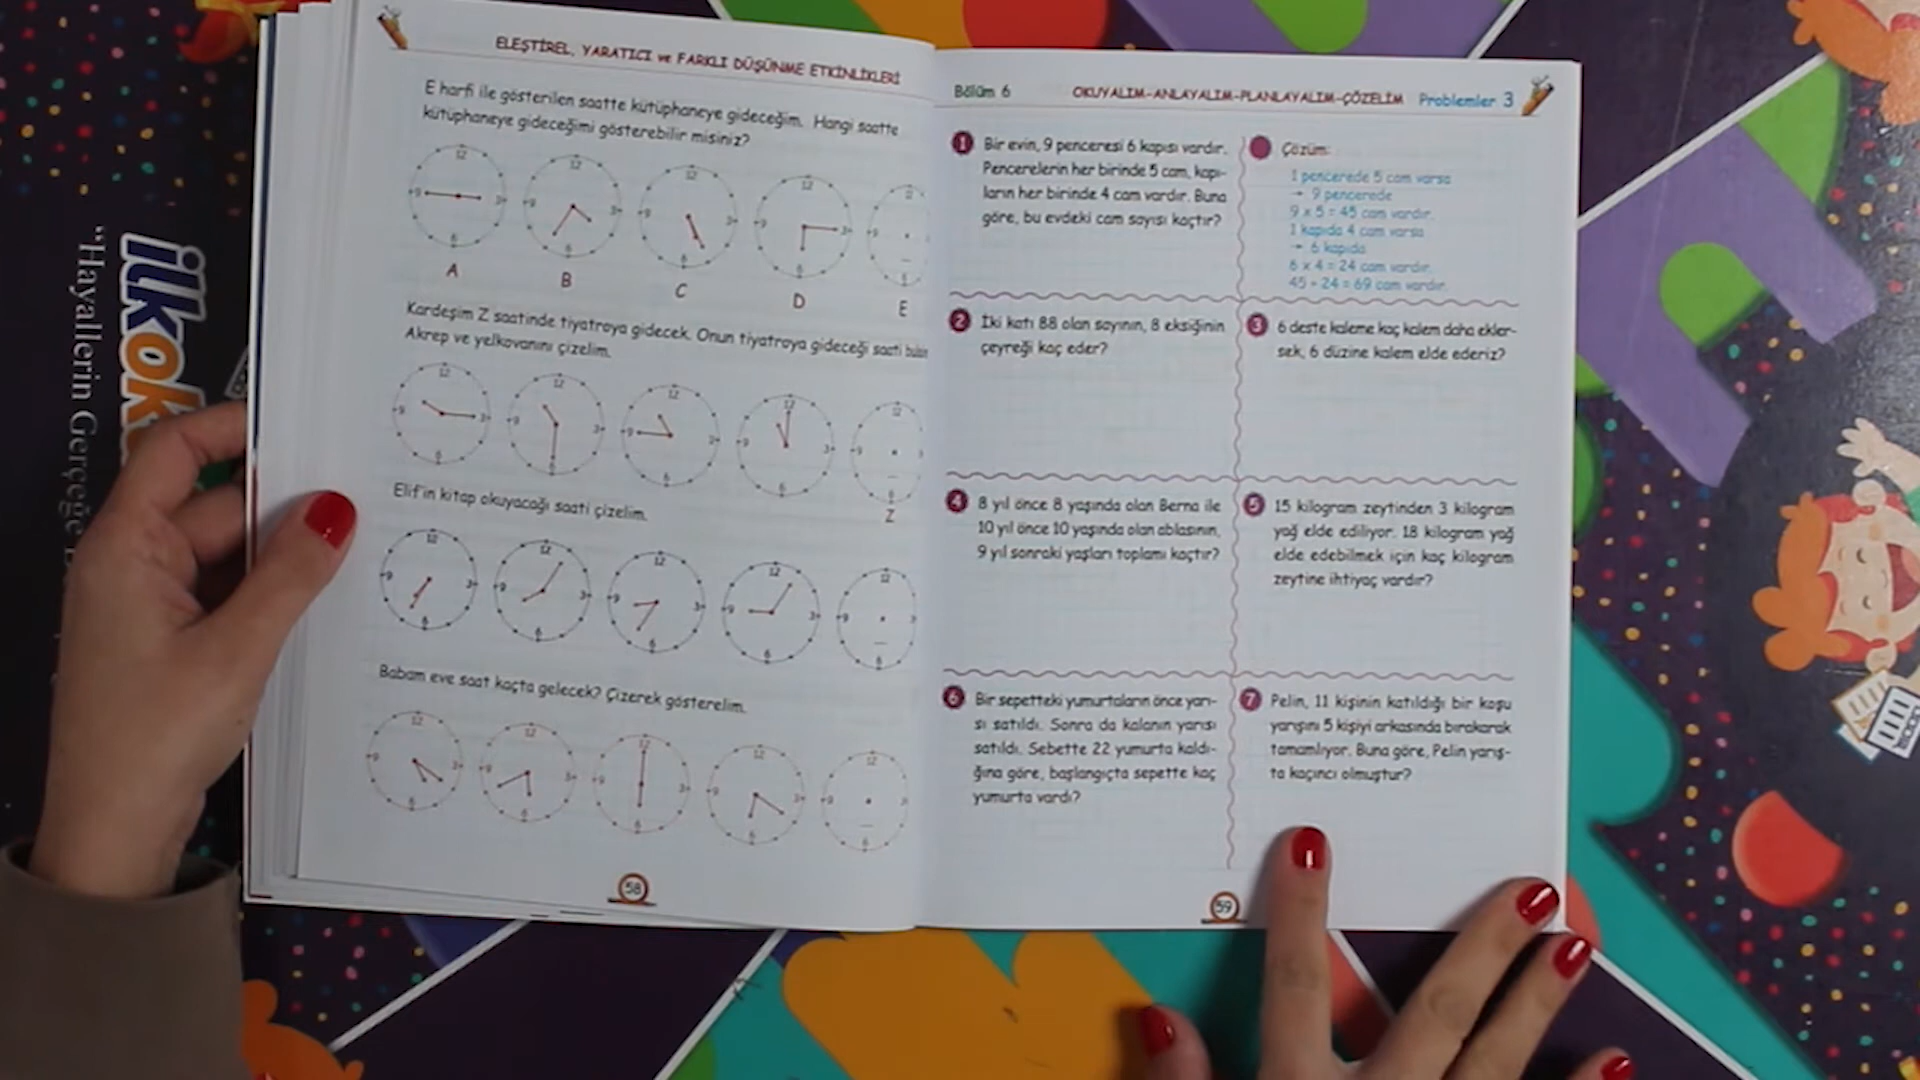 ELEŞTİREL, YARATICI ve FARKLI DÜŞÜNME ETKİNLİKLERİ
E harfi ile gösterilen saatte kütüphaneye gideceğim. Hangi saatte
kütüphaneye gideceğimi gösterebilir misiniz?
A B C D E
Kardeşim Z saatinde tiyatroya gidecek. Onun tiyatroya gideceği saati
Akrep ve yelkovanını çizelim.
Z
Elif'in kitap okuyacağı saati çizelim.
Babam eve saat kaçta gelecek? Çizerek gösterelim.
58
Bölüm 6 OKUYALIM-ANLAYALIM-PLANLAYALIM-ÇÖZELİM Problemler 3
1 Bir evin, 9 penceresi 6 kapısı vardır.
Pencerelerin her birinde 5 cam, kapı-
ların her birinde 4 cam vardır. Buna
göre, bu evdeki cam sayısı kaçtır?
Çözüm:
1 pencerede 5 cam varsa
→ 9 pencerede
9 x 5 = 45 cam vardır.
1 kapıda 4 cam varsa
→ 6 kapıda
6 x 4 = 24 cam vardır.
45 + 24 = 69 cam vardır.
2 İki katı 88 olan sayının, 8 eksiğinin
çeyreği kaç eder?
3 6 deste kaleme kaç kalem daha ekler-
sek, 6 düzine kalem elde ederiz?
4 8 yıl önce 8 yaşında olan Berna ile
10 yıl önce 10 yaşında olan ablasının,
9 yıl sonraki yaşları toplamı kaçtır?
5 15 kilogram zeytinden 3 kilogram
yağ elde ediliyor. 18 kilogram yağ
elde edebilmek için kaç kilogram
zeytine ihtiyaç vardır?
6 Bir sepetteki yumurtaların önce yarı-
sı satıldı. Sonra da kalanın yarısı
satıldı. Sebette 22 yumurta kaldı-
ğına göre, başlangıçta sepette kaç
yumurta vardı?
7 Pelin, 11 kişinin katıldığı bir koşu
yarışını 5 kişiyi arkasında bırakarak
tamamlıyor. Buna göre, Pelin yarış-
ta kaçıncı olmuştur?
59
"Hayallerin Gerçeğe